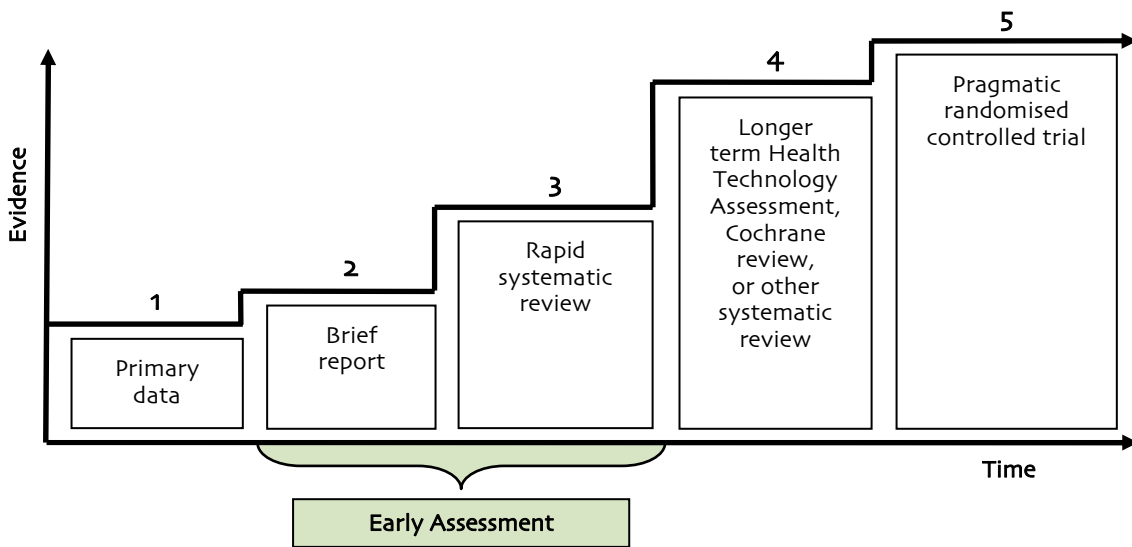 5
4
Pragmatic
randomised
controlled trial
Longer
term Health
Technology
Assessment,
Cochrane
review,
or other
systematic
review
3
Rapid
systematic
review
Evidence
2
Brief
report
1
Primary
data
Time
Early Assessment